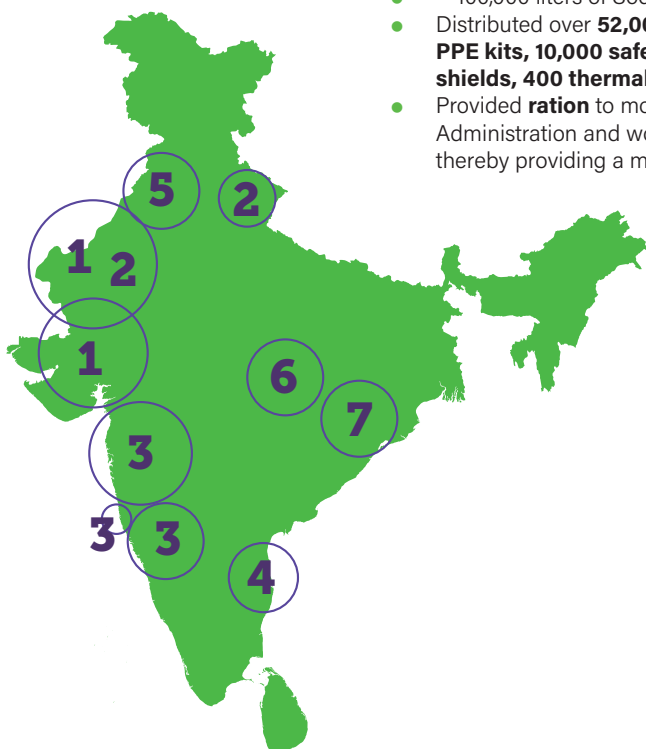 Distributed over 52,00
PPE kits, 10,000 safe
shields, 400 thermal
Provided ration to mo
Administration and wo
thereby providing a m
5
2
1
2
1
6
7
3
3
3
4